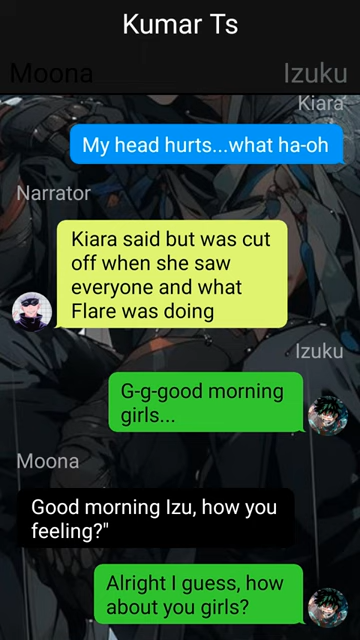 Kumar Ts
Moona
Izuku
Kiara
My head hurts...what ha-oh
Narrator
Kiara said but was cut
off when she saw
everyone and what
Flare was doing
Izuku
G-g-good morning
girls...
Moona
Good morning Izu, how you
feeling?"
Alright I guess, how
about you girls?